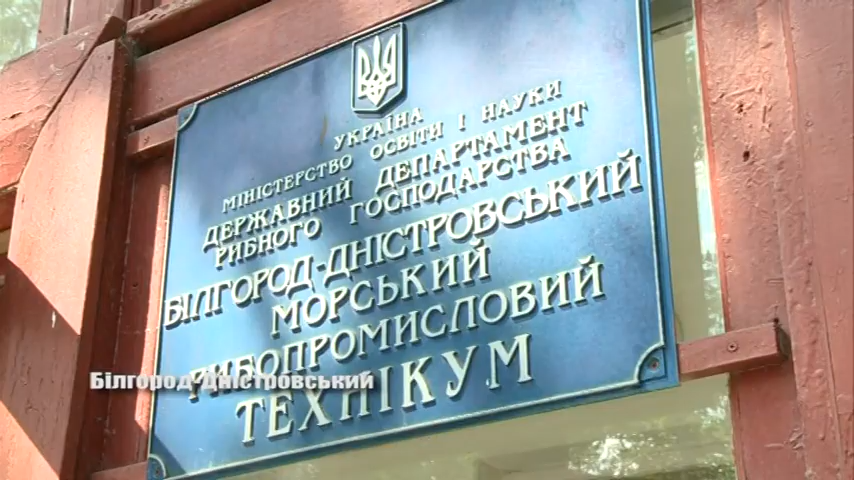 УКРАЇНА
МІНІСТЕРСТВО ОСВІТИ І НАУКИ
ДЕРЖАВНИЙ ДЕПАРТАМЕНТ
РИБНОГО ГОСПОДАРСТВА
БІЛГОРОД-ДНІСТРОВСЬКИЙ
МОРСЬКИЙ
РИБОПРОМИСЛОВИЙ
ТЕХНІКУМ
Білгород-Дністровський